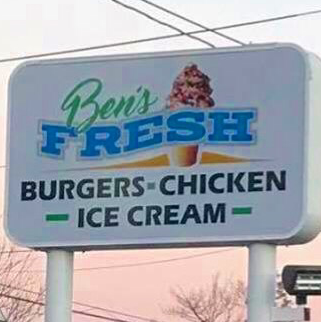 Ben's
FRESH
BURGERS-CHICKEN
- ICE CREAM -